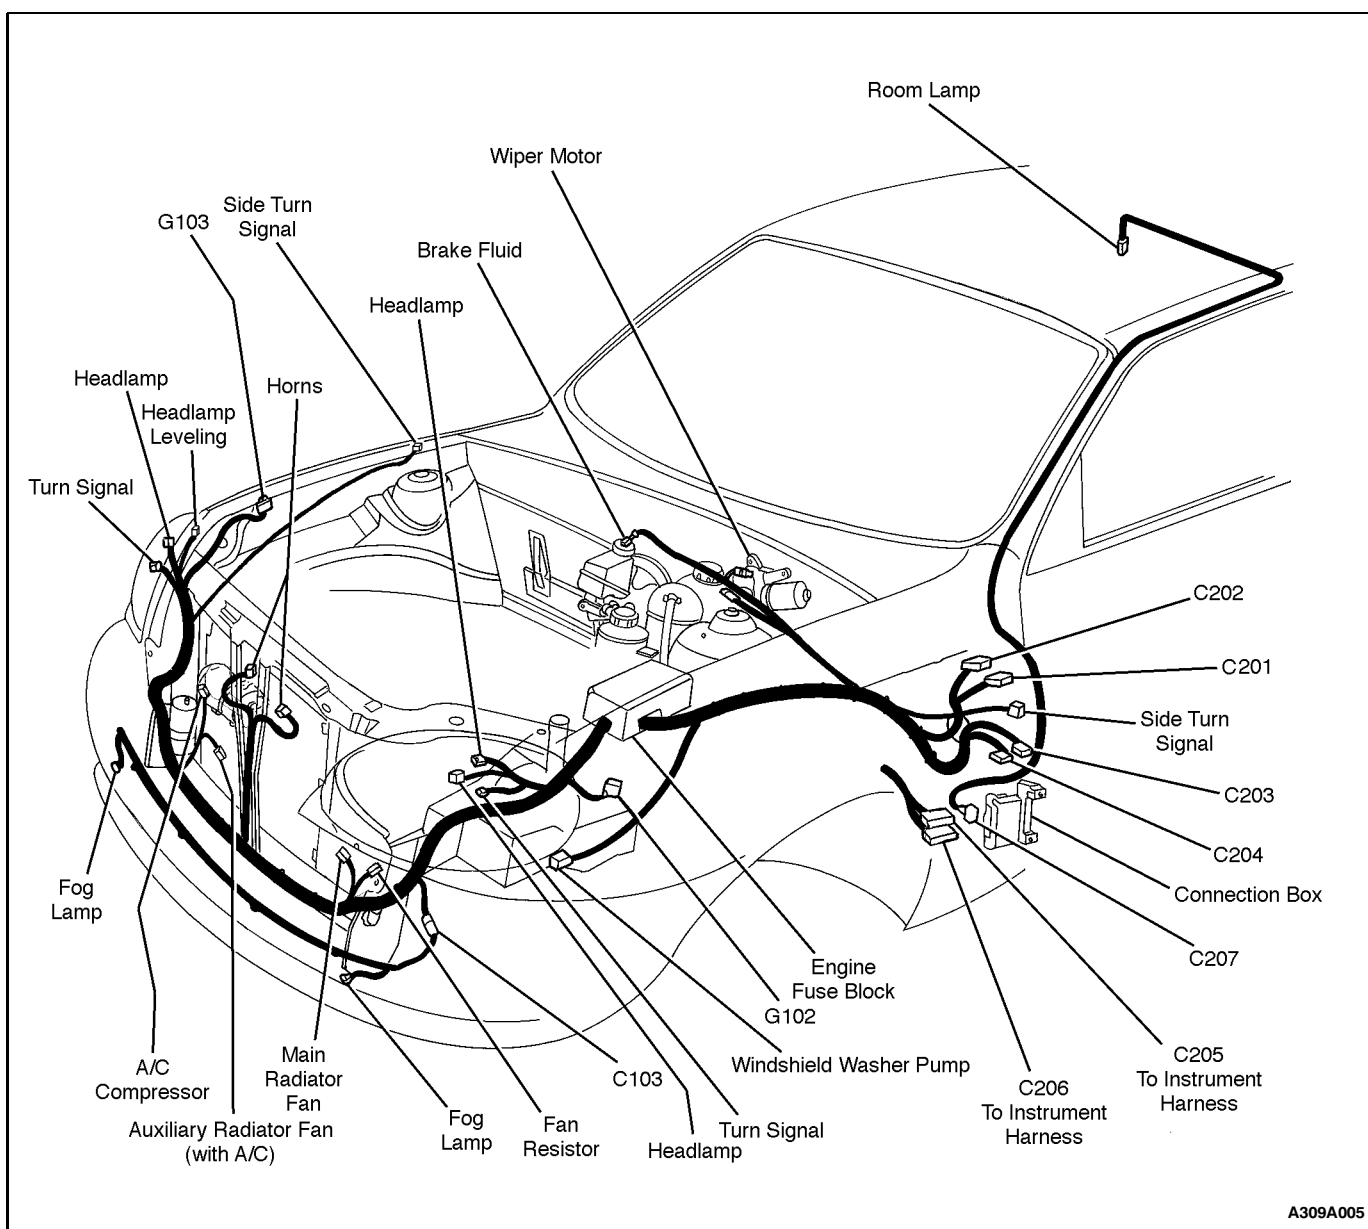 Room Lamp
Wiper Motor
Side Turn
Signal
G103
Brake Fluid
Headlamp
Headlamp
Horns
Headlamp
Leveling
Turn Signal
C202
C201
Side Turn
Signal
C203
C204
Connection Box
C207
Fog
Lamp
Engine
Fuse Block
G102
Windshield Washer Pump
C205
To Instrument
Harness
C206
To Instrument
Harness
A/C
Compressor
Main
Radiator
Fan
C103
Auxiliary Radiator Fan
(with A/C)
Fog
Lamp
Fan
Resistor
Turn Signal
Headlamp
A309A005